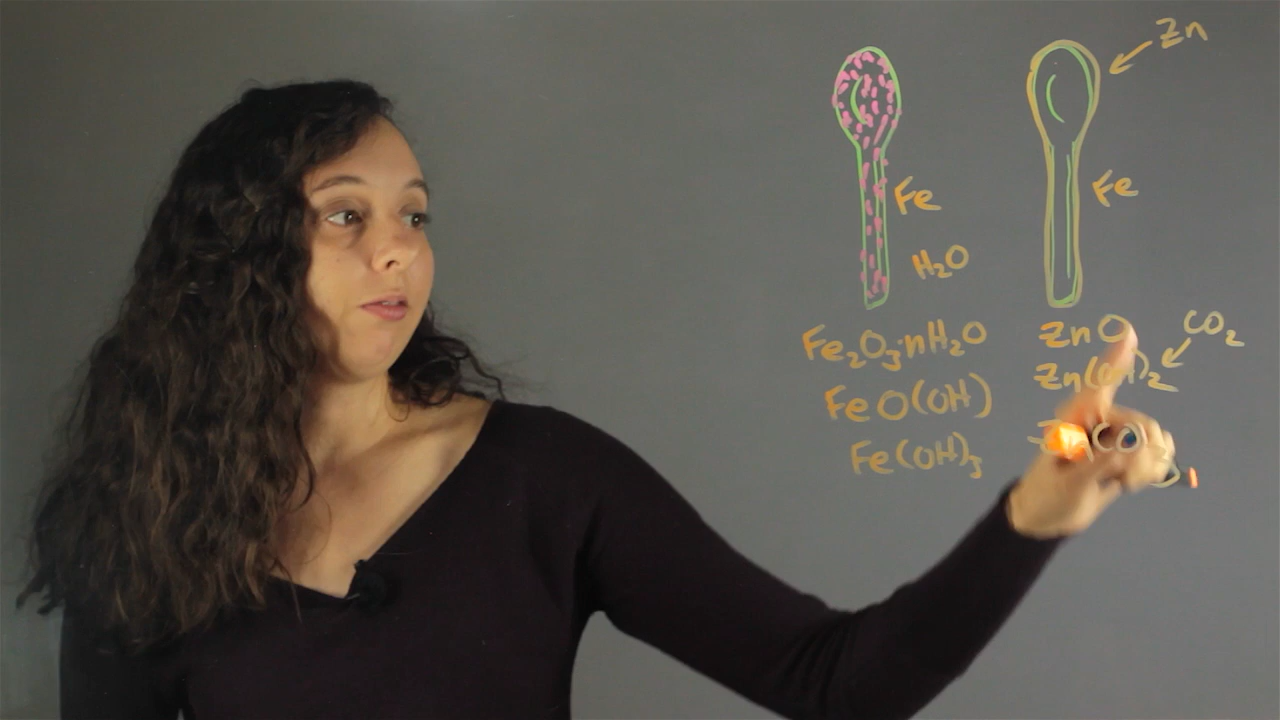 Zn
Fe
Fe
H₂O
Fe₂O₃·nH₂O
ZnO
CO₂
FeO(OH)
Fe(OH)₃